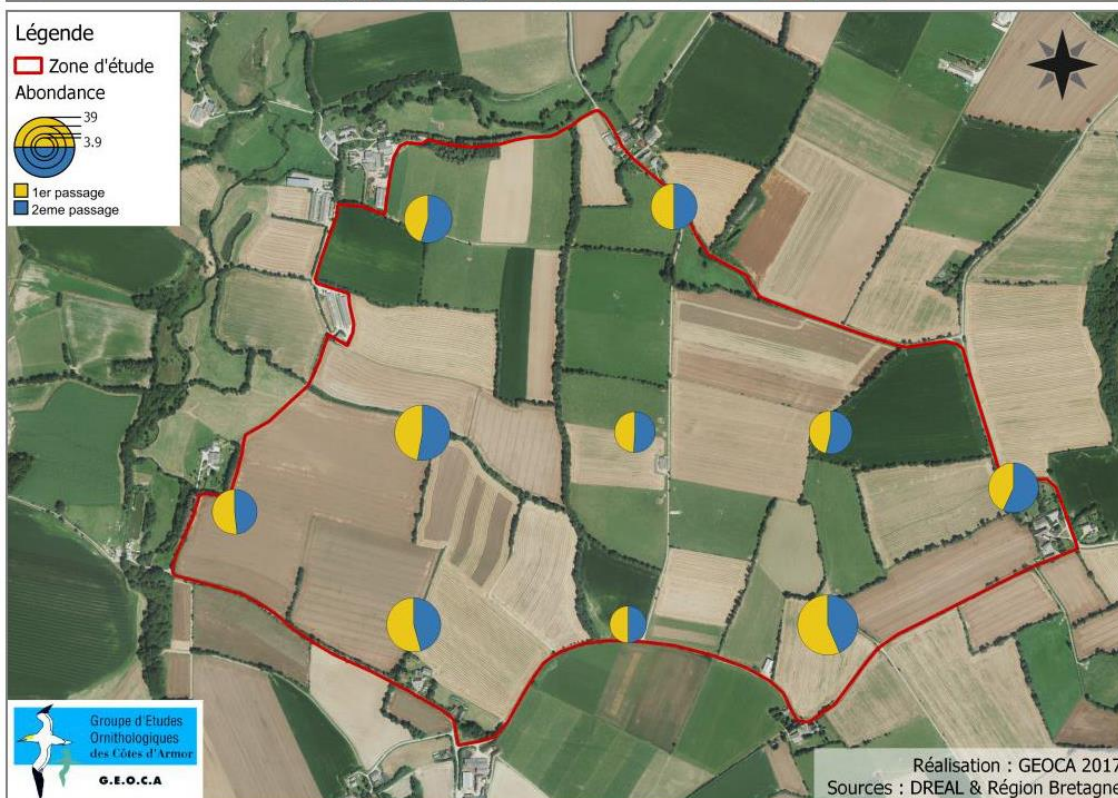 Légende
Zone d'étude
Abondance
39
3.9
1er passage
2eme passage
Groupe d'Etudes
Ornithologiques
des Côtes d'Armor
G.E.O.C.A
Réalisation : GEOCA 2017
Sources : DREAL & Région Bretagne